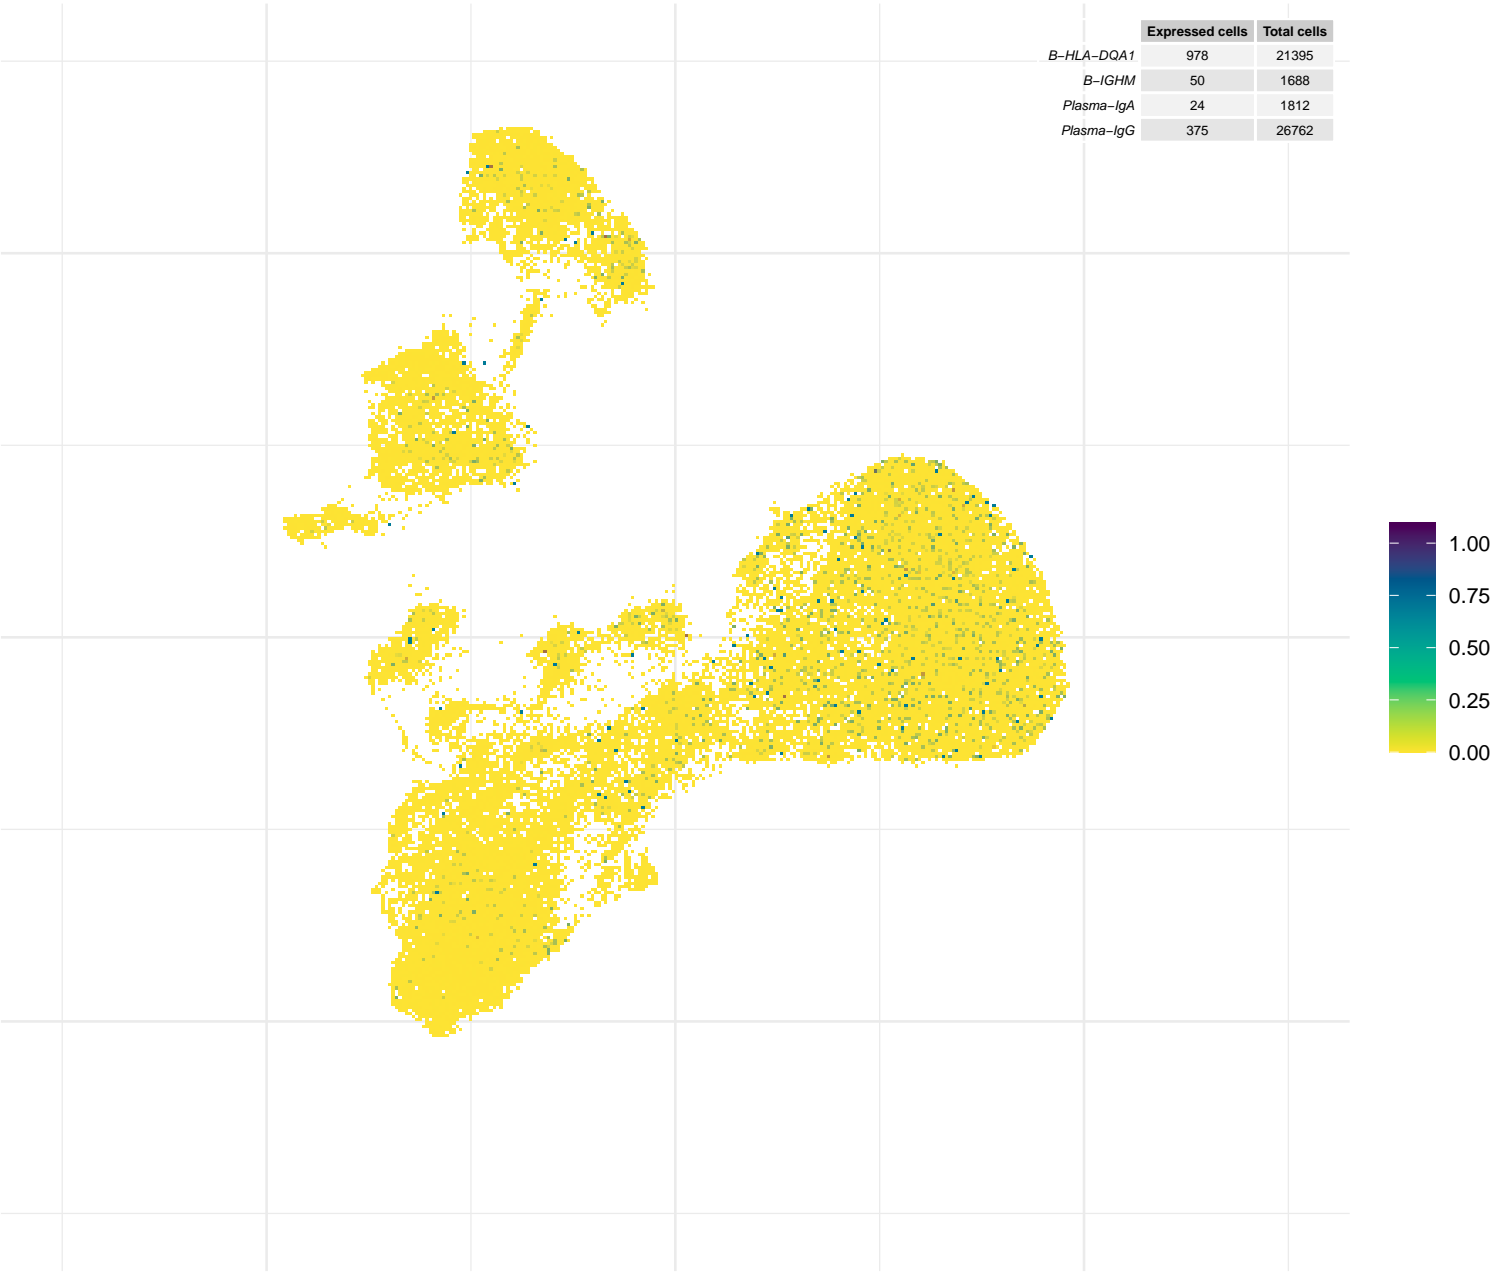 Expressed cells Total cells
B−HLA−DQA1 978 21395
B−IGHM 50 1688
Plasma−IgA 24 1812
Plasma−IgG 375 26762
1.00
0.75
0.50
0.25
0.00